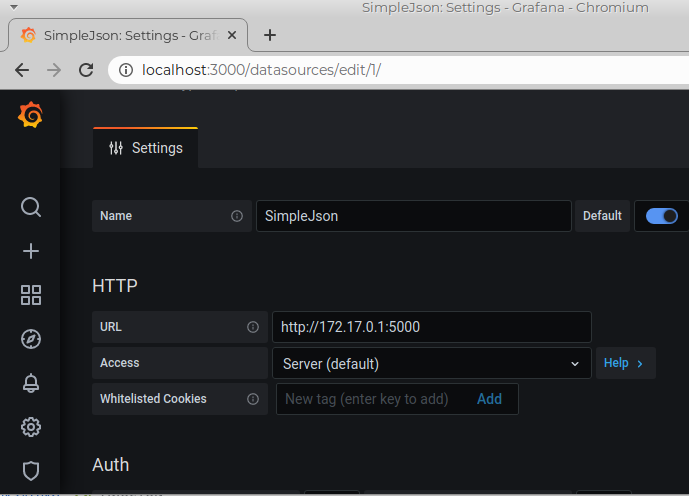 SimpleJson: Settings - Grafana - Chromium
SimpleJson: Settings - Graf
localhost:3000/datasources/edit/1/
Settings
Name SimpleJson Default
HTTP
URL http://172.17.0.1:5000
Access Server (default) Help
Whitelisted Cookies New tag (enter key to add) Add
Auth